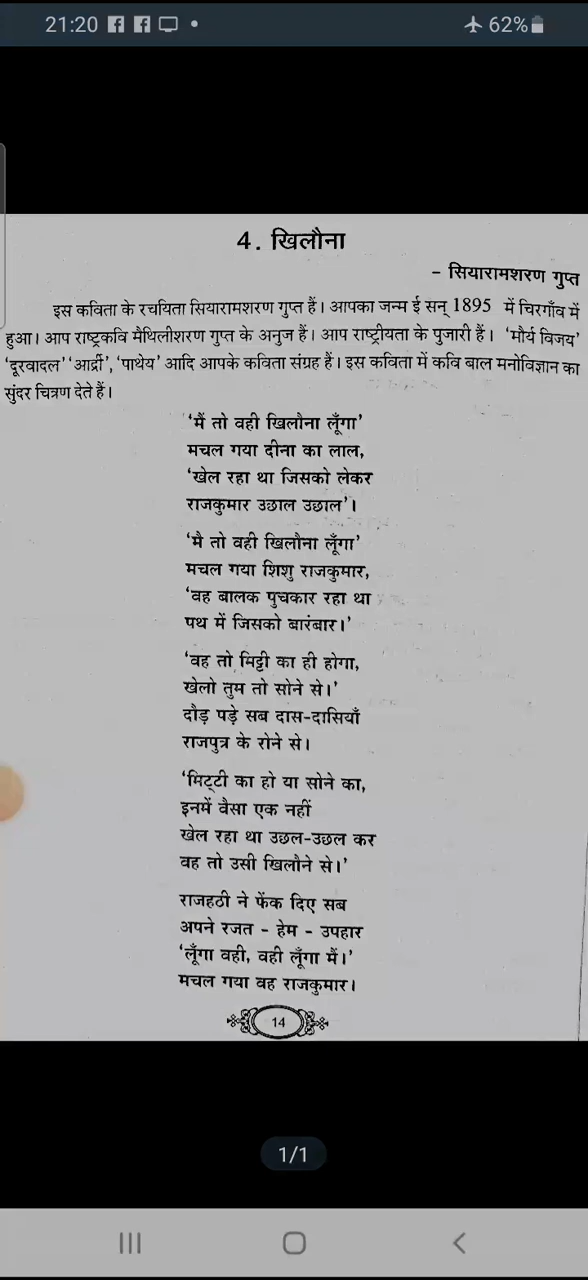 21:20
62%
4. खिलौना
- सियारामशरण गुप्त
इस कविता के रचयिता सियारामशरण गुप्त हैं। आपका जन्म ई सन् 1895 में चिरगाँव में
हुआ। आप राष्ट्रकवि मैथिलीशरण गुप्त के अनुज हैं। आप राष्ट्रीयता के पुजारी हैं। 'मौर्य विजय'
'दूरवादल' 'आर्द्रा', 'पाथेय' आदि आपके कविता संग्रह हैं। इस कविता में कवि बाल मनोविज्ञान का
सुंदर चित्रण देते हैं।
'मैं तो वही खिलौना लूँगा'
मचल गया दीना का लाल,
'खेल रहा था जिसको लेकर
राजकुमार उछाल उछाल'।
'मै तो वही खिलौना लूँगा'
मचल गया शिशु राजकुमार,
'वह बालक पुचकार रहा था
पथ में जिसको बारंबार।'
'वह तो मिट्टी का ही होगा,
खेलो तुम तो सोने से।'
दौड़ पड़े सब दास-दासियाँ
राजपुत्र के रोने से।
'मिट्टी का हो या सोने का,
इनमें वैसा एक नहीं
खेल रहा था उछल-उछल कर
वह तो उसी खिलौने से।'
राजहठी ने फेंक दिए सब
अपने रजत - हेम - उपहार
'लूँगा वही, वही लूँगा मैं।'
मचल गया वह राजकुमार।
14
1/1